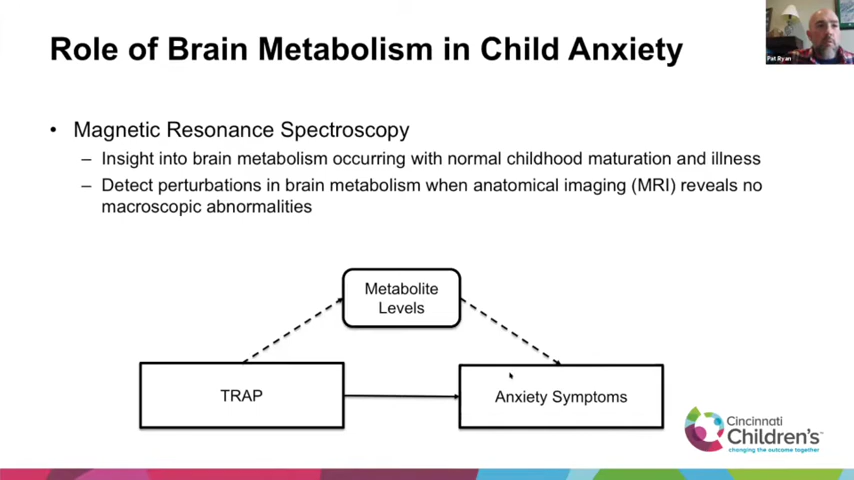 Role of Brain Metabolism in Child Anxiety
Pat Ryan
• Magnetic Resonance Spectroscopy
– Insight into brain metabolism occurring with normal childhood maturation and illness
– Detect perturbations in brain metabolism when anatomical imaging (MRI) reveals no
macroscopic abnormalities
Metabolite
Levels
TRAP
Anxiety Symptoms
Cincinnati
Children's™
changing the outcome together